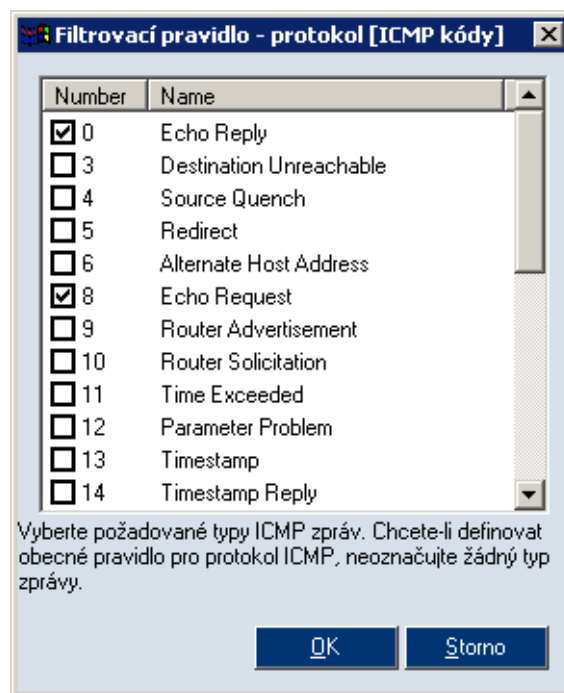 Filtrovací pravidlo - protokol [ICMP kódy]
Number Name
0 Echo Reply
3 Destination Unreachable
4 Source Quench
5 Redirect
6 Alternate Host Address
8 Echo Request
9 Router Advertisement
10 Router Solicitation
11 Time Exceeded
12 Parameter Problem
13 Timestamp
14 Timestamp Reply
Vyberte požadované typy ICMP zpráv. Chcete-li definovat
obecné pravidlo pro protokol ICMP, neoznačujte žádný typ
zprávy.
OK Storno